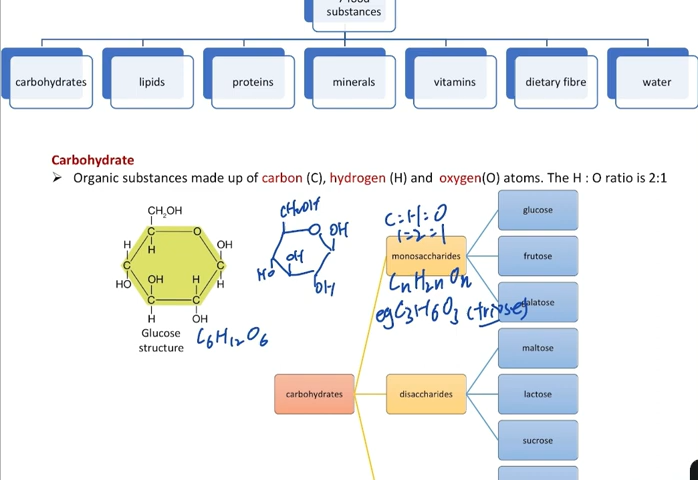 7 food
substances
carbohydrates
lipids
proteins
minerals
vitamins
dietary fibre
water
Carbohydrate
➤ Organic substances made up of carbon (C), hydrogen (H) and oxygen(O) atoms. The H : O ratio is 2:1
CH2OH
C
O
H
H
OH
C
C
HO
OH
H
H
C
C
H
OH
Glucose
structure
C6H12O6
CH2OH
O
OH
OH
HO
OH
C:H:O
1=2=1
monosaccharides
CnH2nOn
eg C3H6O3 (triose)
glucose
frutose
galatose
maltose
carbohydrates
disaccharides
lactose
sucrose